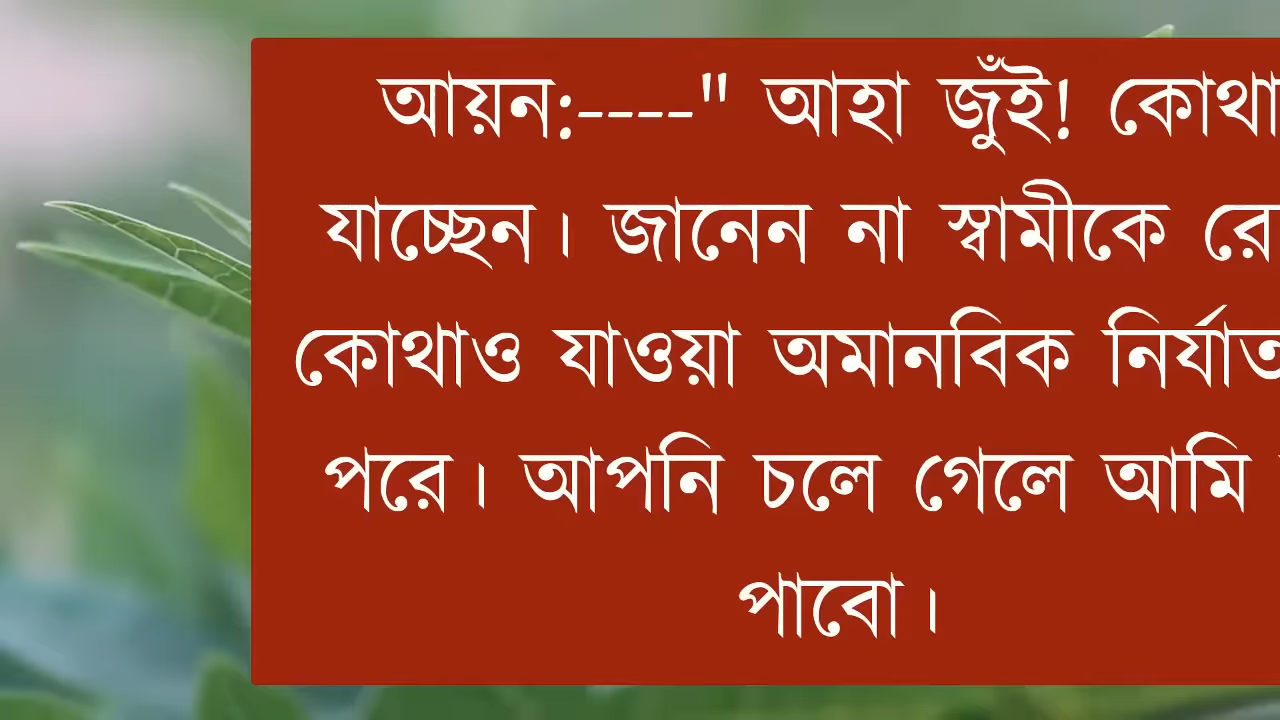 আয়ন:----" আহা জুঁই! কোথা
যাচ্ছেন। জানেন না স্বামীকে রে
কোথাও যাওয়া অমানবিক নির্যাত
পরে। আপনি চলে গেলে আমি
পাবো।